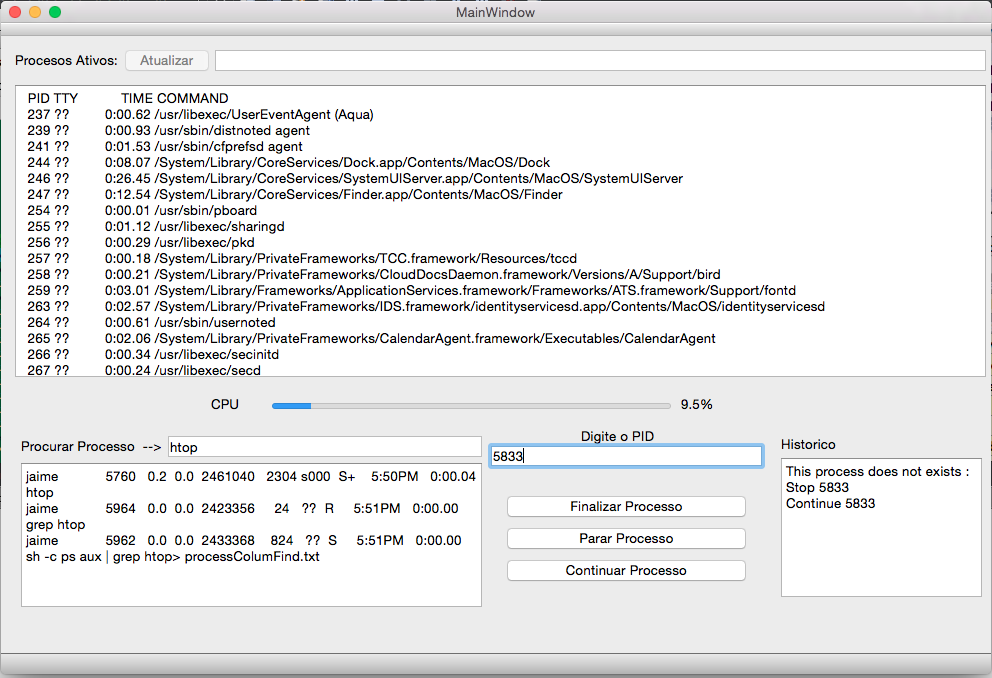 MainWindow
Procesos Ativos: Atualizar
PID TTY TIME COMMAND
237 ?? 0:00.62 /usr/libexec/UserEventAgent (Aqua)
239 ?? 0:00.93 /usr/sbin/distnoted agent
241 ?? 0:01.53 /usr/sbin/cfprefsd agent
244 ?? 0:08.07 /System/Library/CoreServices/Dock.app/Contents/MacOS/Dock
246 ?? 0:26.45 /System/Library/CoreServices/SystemUIServer.app/Contents/MacOS/SystemUIServer
247 ?? 0:12.54 /System/Library/CoreServices/Finder.app/Contents/MacOS/Finder
254 ?? 0:00.01 /usr/sbin/pboard
255 ?? 0:01.12 /usr/libexec/sharingd
256 ?? 0:00.29 /usr/libexec/pkd
257 ?? 0:00.18 /System/Library/PrivateFrameworks/TCC.framework/Resources/tccd
258 ?? 0:00.21 /System/Library/PrivateFrameworks/CloudDocsDaemon.framework/Versions/A/Support/bird
259 ?? 0:03.01 /System/Library/Frameworks/ApplicationServices.framework/Frameworks/ATS.framework/Support/fontd
263 ?? 0:02.57 /System/Library/PrivateFrameworks/IDS.framework/identityservicesd.app/Contents/MacOS/identityservicesd
264 ?? 0:00.61 /usr/sbin/usernoted
265 ?? 0:02.06 /System/Library/PrivateFrameworks/CalendarAgent.framework/Executables/CalendarAgent
266 ?? 0:00.34 /usr/libexec/secinitd
267 ?? 0:00.24 /usr/libexec/secd
CPU 9.5%
Procurar Processo --> htop
jaime 5760 0.2 0.0 2461040 2304 s000 S+ 5:50PM 0:00.04
htop
jaime 5964 0.0 0.0 2423356 24 ?? R 5:51PM 0:00.00
grep htop
jaime 5962 0.0 0.0 2433368 824 ?? S 5:51PM 0:00.00
sh -c ps aux | grep htop> processColumFind.txt
Digite o PID
5833
Finalizar Processo
Parar Processo
Continuar Processo
Historico
This process does not exists :
Stop 5833
Continue 5833